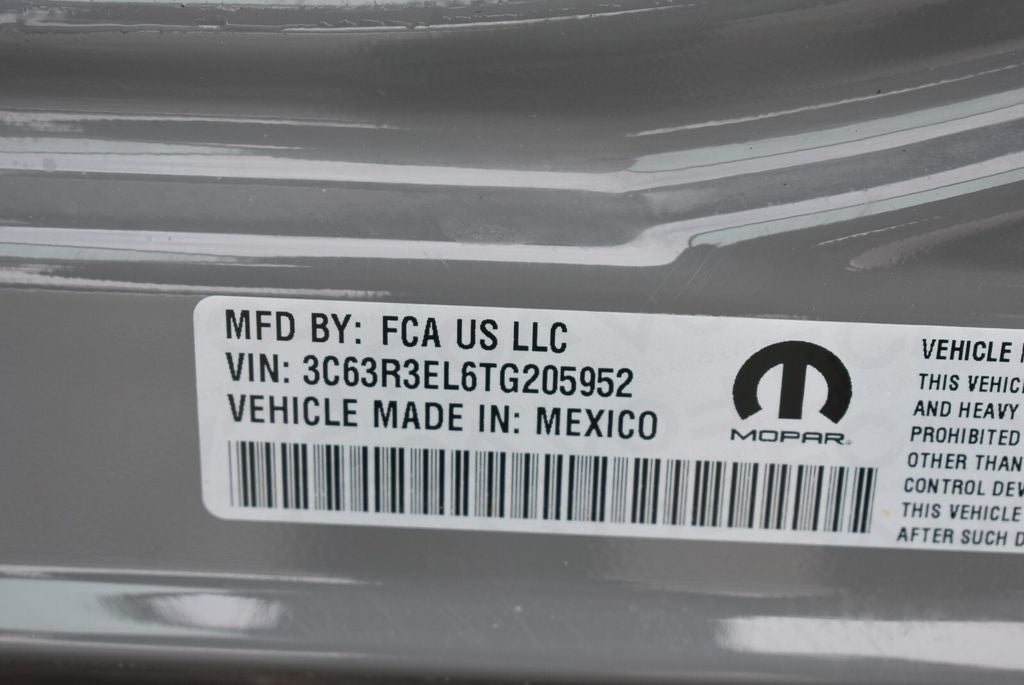 MFD BY: FCA US LLC
VIN: 3C63R3EL6TG205952
VEHICLE MADE IN: MEXICO
MOPAR
VEHICLE
THIS VEHIC
AND HEAVY
PROHIBITED
OTHER THAN
CONTROL DEV
THIS VEHICLE
AFTER SUCH D